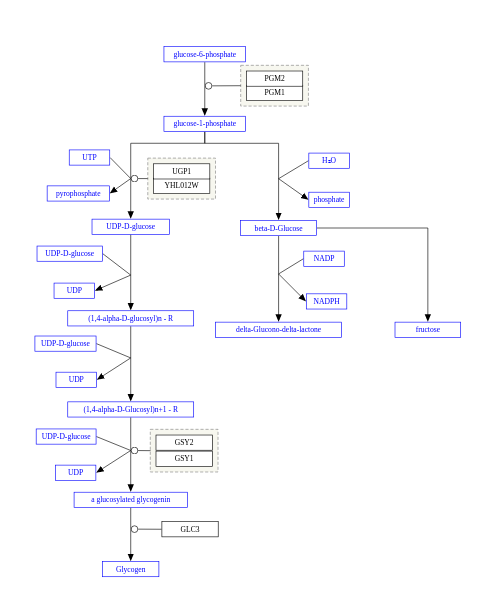 glucose-6-phosphate
PGM2
PGM1
glucose-1-phosphate
UTP
H₂O
UGP1
YHL012W
pyrophosphate
phosphate
UDP-D-glucose
beta-D-Glucose
UDP-D-glucose
NADP
UDP
NADPH
(1,4-alpha-D-glucosyl)n - R
delta-Glucono-delta-lactone
fructose
UDP-D-glucose
UDP
(1,4-alpha-D-Glucosyl)n+1 - R
UDP-D-glucose
GSY2
GSY1
UDP
a glucosylated glycogenin
GLC3
Glycogen